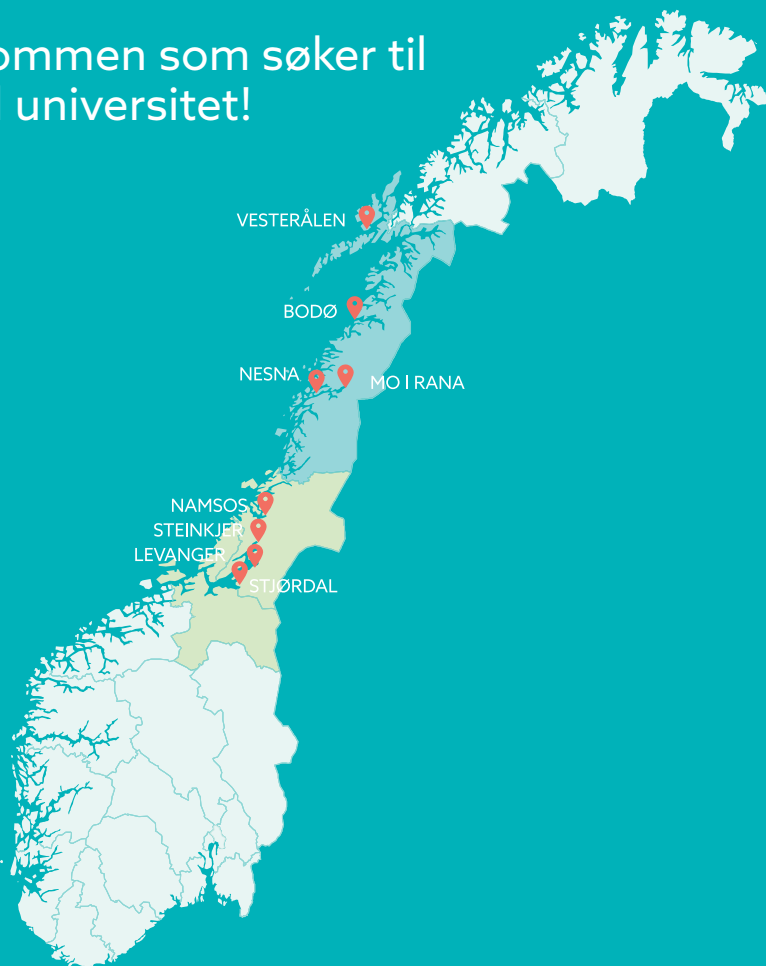 ommen som søker til
universitet!
VESTERÅLEN
BODØ
NESNA
MO I RANA
NAMSOS
STEINKJER
LEVANGER
STJØRDAL